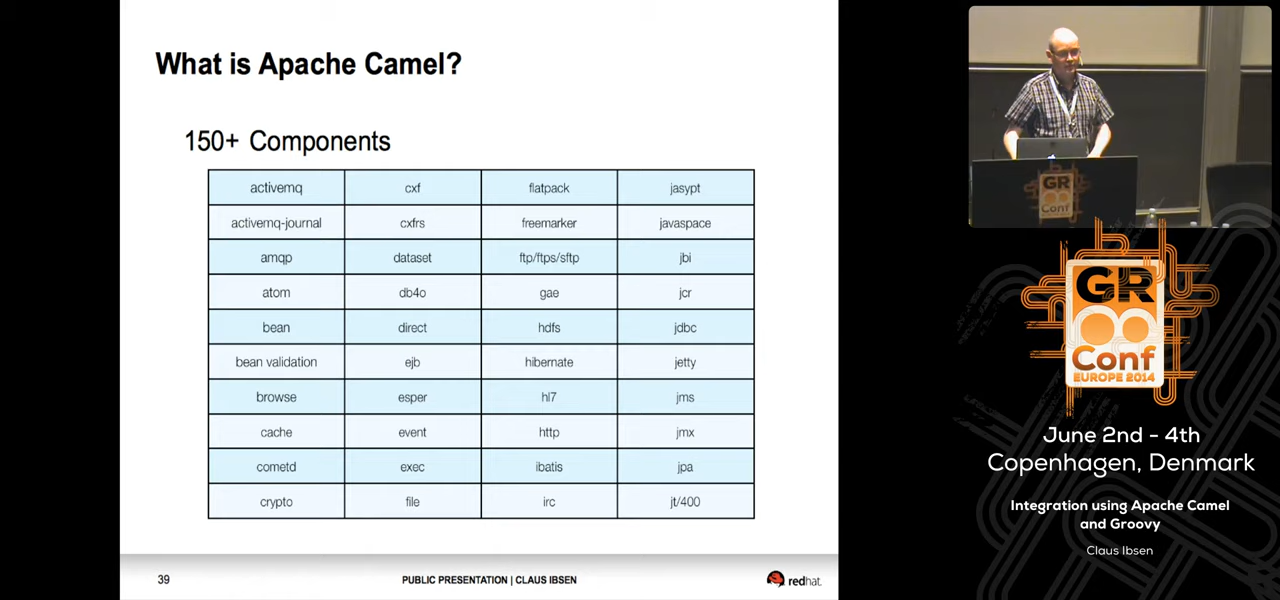 What is Apache Camel?
150+ Components
activemq cxf flatpack jasypt
activemq-journal cxfrs freemarker javaspace
amqp dataset ftp/ftps/sftp jbi
atom db4o gae jcr
bean direct hdfs jdbc
bean validation ejb hibernate jetty
browse esper hl7 jms
cache event http jmx
cometd exec ibatis jpa
crypto file irc jt/400
39
PUBLIC PRESENTATION | CLAUS IBSEN
redhat.
GR
Conf
GR
Conf
EUROPE 2014
June 2nd - 4th
Copenhagen, Denmark
Integration using Apache Camel
and Groovy
Claus Ibsen